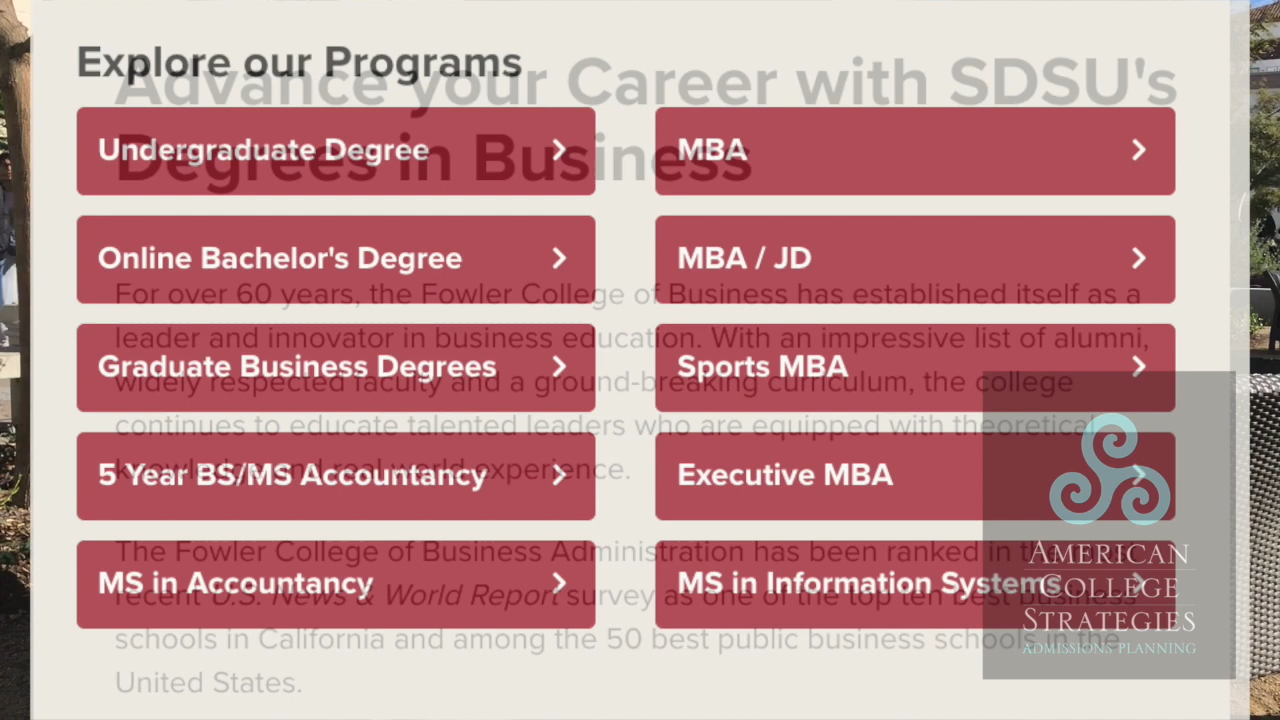 Explore our Programs
Advance your Career with SDSU's
Degrees in Business
Undergraduate Degree
MBA
Online Bachelor's Degree
MBA / JD
Graduate Business Degrees
Sports MBA
5 Year BS/MS Accountancy
Executive MBA
MS in Accountancy
MS in Information Systems
For over 60 years, the Fowler College of Business has established itself as a
leader and innovator in business education. With an impressive list of alumni,
widely respected faculty and a ground-breaking curriculum, the college
continues to educate talented leaders who are equipped with theoretical
knowledge and real world experience.
The Fowler College of Business Administration has been ranked in the
recent U.S. News & World Report survey as one of the top ten best business
schools in California and among the 50 best public business schools in the
United States.
AMERICAN
COLLEGE
STRATEGIES
ADMISSIONS PLANNING